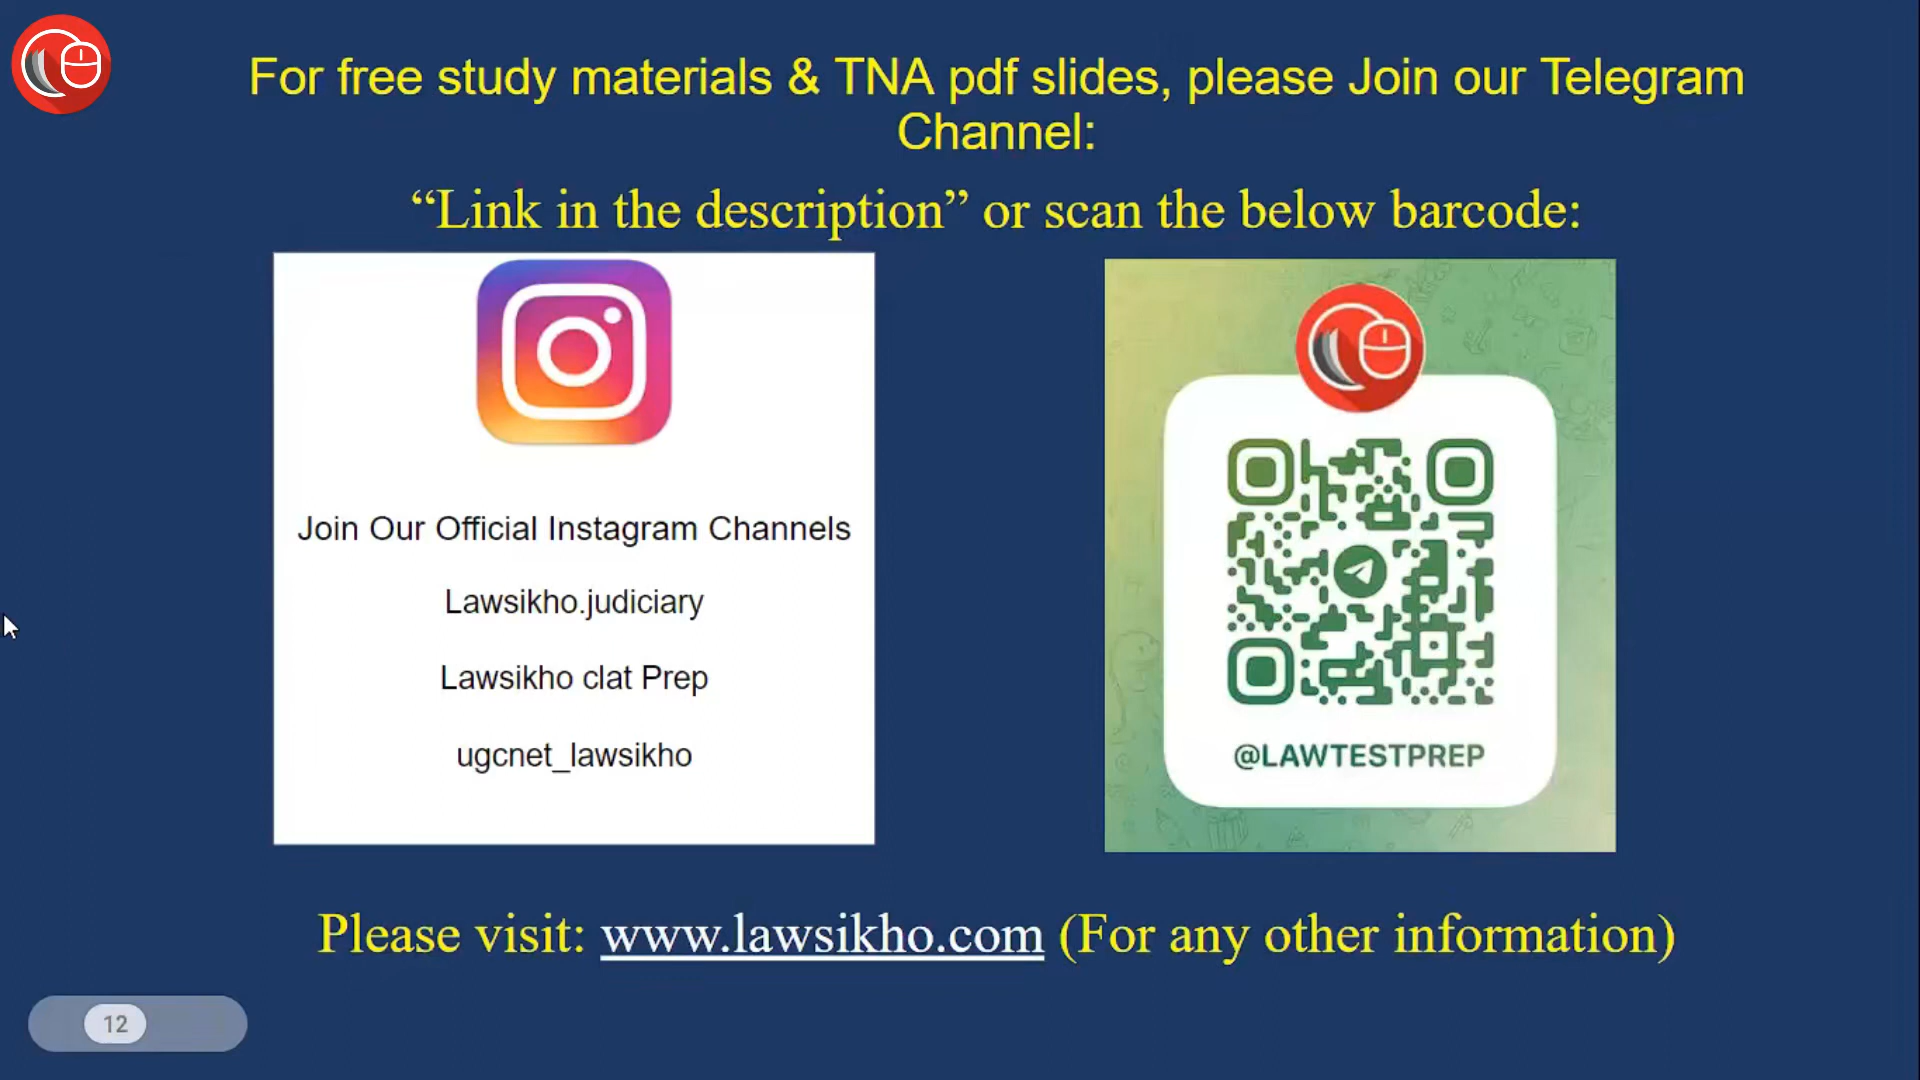 For free study materials & TNA pdf slides, please Join our Telegram
Channel:
“Link in the description” or scan the below barcode:
Join Our Official Instagram Channels
Lawsikho.judiciary
Lawsikho clat Prep
ugcnet_lawsikho
@LAWTESTPREP
Please visit: www.lawsikho.com (For any other information)
12